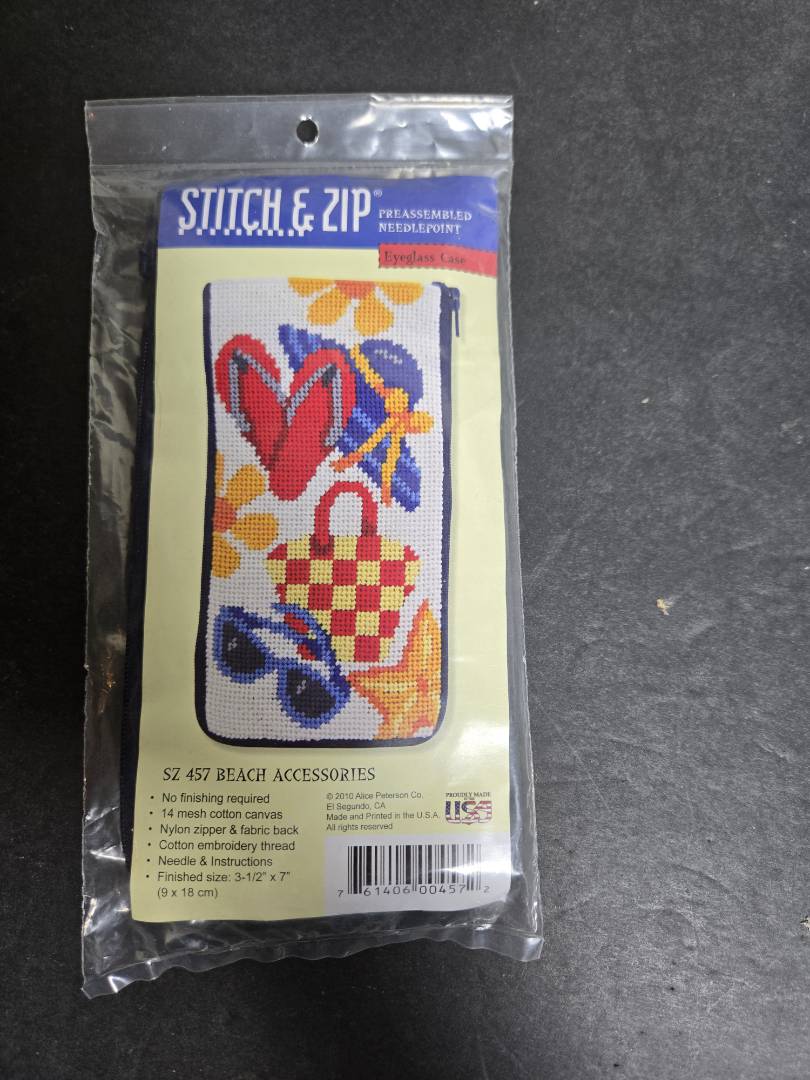 STITCH & ZIP®
PREASSEMBLED
NEEDLEPOINT
Eyeglass Case
SZ 457 BEACH ACCESSORIES
• No finishing required
• 14 mesh cotton canvas
• Nylon zipper & fabric back
• Cotton embroidery thread
• Needle & Instructions
• Finished size: 3-1/2" x 7"
(9 x 18 cm)
© 2010 Alice Peterson Co.
El Segundo, CA
Made and Printed in the U.S.A.
All rights reserved
PROUDLY MADE
IN THE
USA
7 61406 00457 2